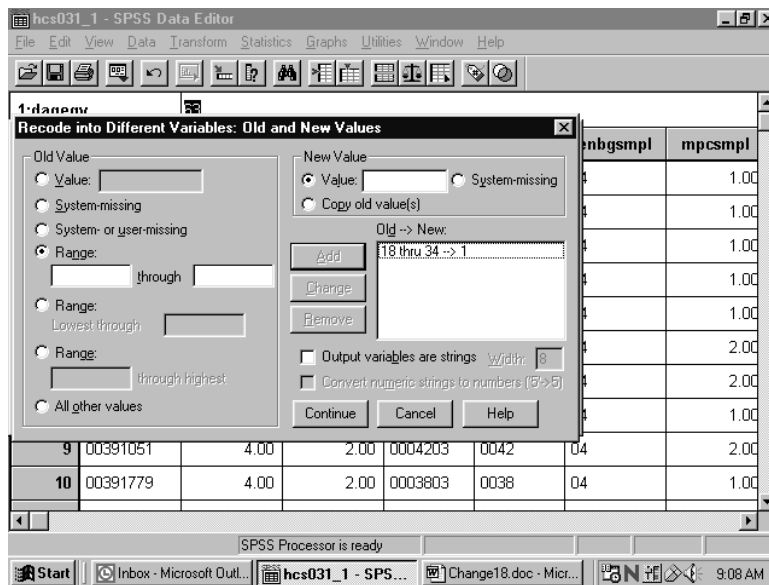 hcs031_1 - SPSS Data Editor
File Edit View Data Transform Statistics Graphs Utilities Window Help
1:dageqv
Recode into Different Variables: Old and New Values
enbgsmpl mpcsmpl
Old Value
Value:
System-missing
System- or user-missing
Range:
through
Range:
Lowest through
Range:
through highest
All other values
New Value
Value: System-missing
Copy old value(s)
Old --> New:
18 thru 34 --> 1
Add
Change
Remove
Output variables are strings Width: 8
Convert numeric strings to numbers ('5'->5)
Continue Cancel Help
1.00
1.00
1.00
1.00
1.00
2.00
2.00
1.00
9 00391051 4.00 2.00 0004203 0042 04 2.00
10 00391779 4.00 2.00 0003803 0038 04 1.00
SPSS Processor is ready
Start Inbox - Microsoft Outl... hcs031_1 - SPS... Change18.doc - Micr... 9:08 AM